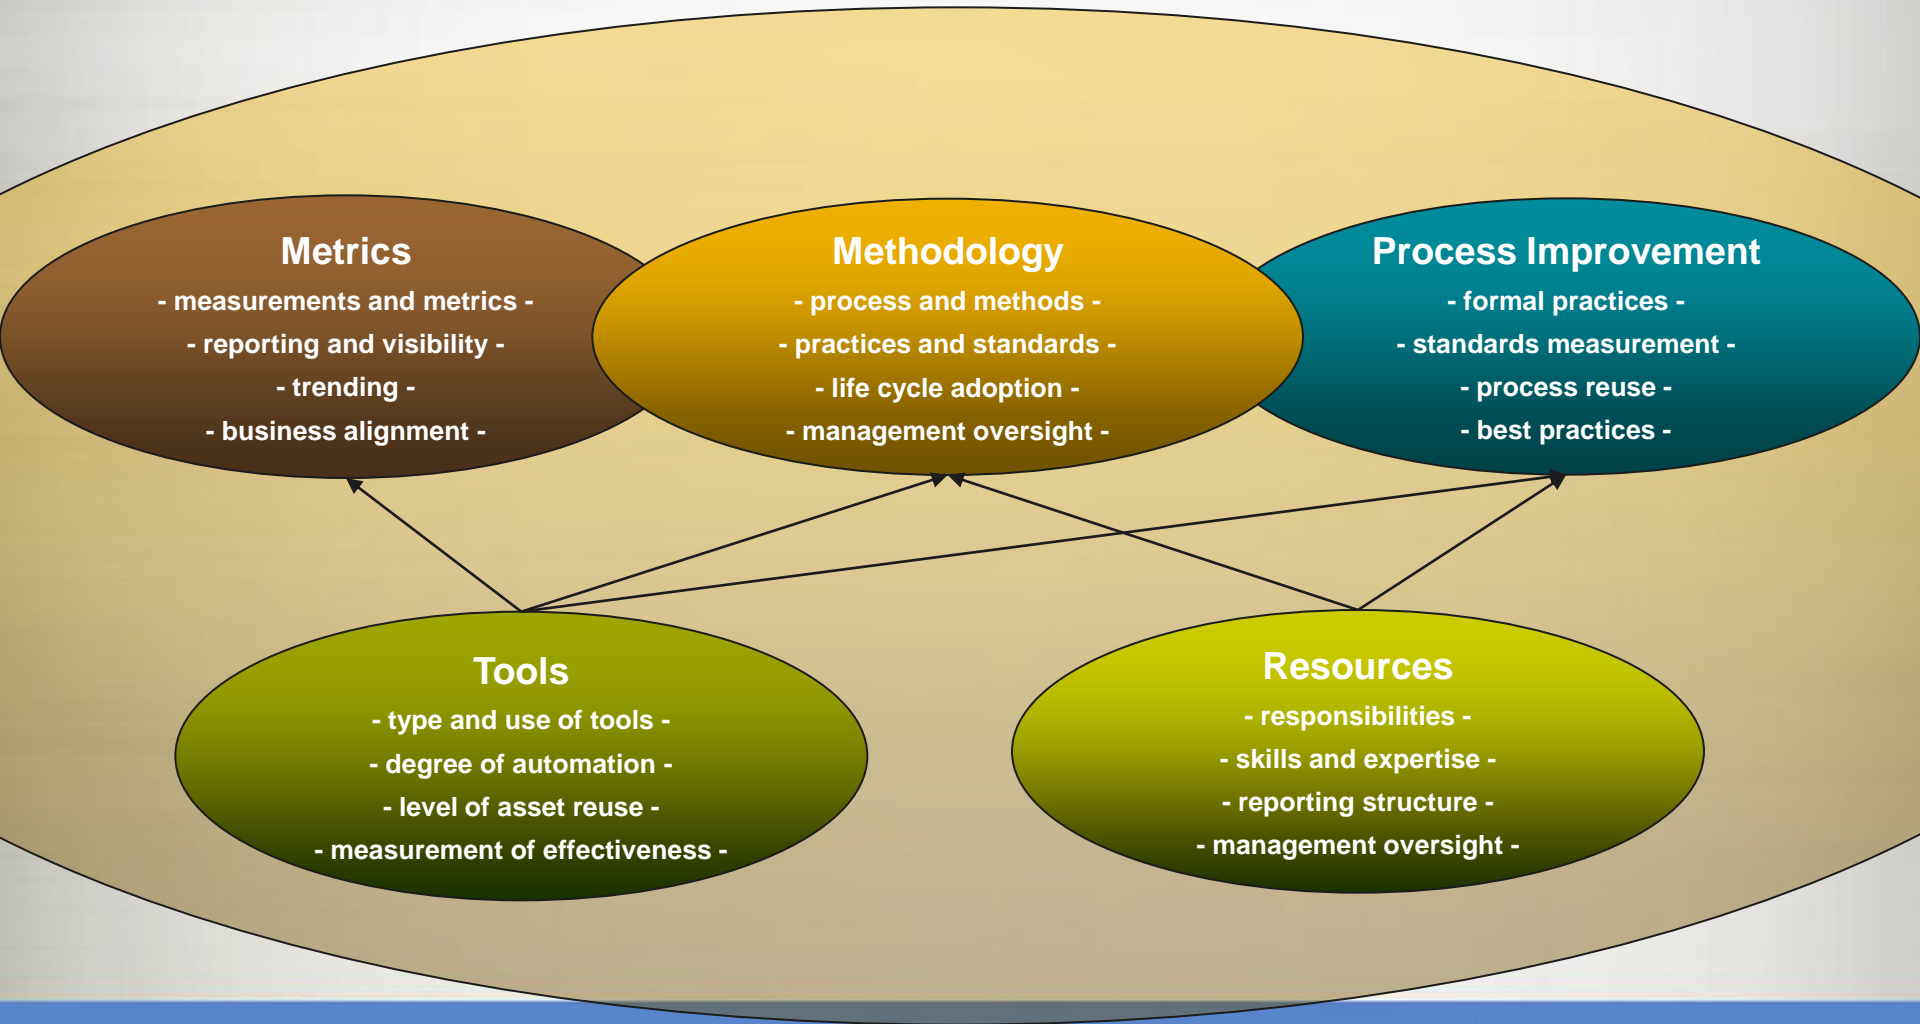 Metrics
- measurements and metrics -
- reporting and visibility -
- trending -
- business alignment -
Methodology
- process and methods -
- practices and standards -
- life cycle adoption -
- management oversight -
Process Improvement
- formal practices -
- standards measurement -
- process reuse -
- best practices -
Tools
- type and use of tools -
- degree of automation -
- level of asset reuse -
- measurement of effectiveness -
Resources
- responsibilities -
- skills and expertise -
- reporting structure -
- management oversight -